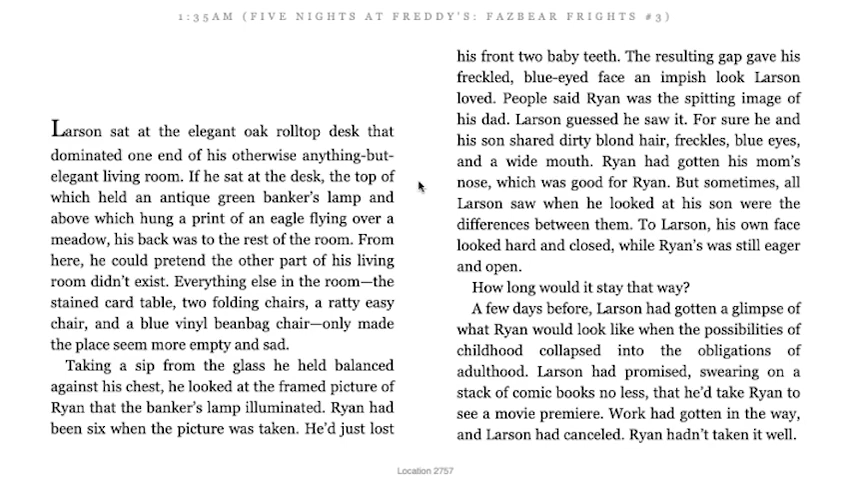 1:35AM (FIVE NIGHTS AT FREDDY'S: FAZBEAR FRIGHTS #3)
Larson sat at the elegant oak rolltop desk that
dominated one end of his otherwise anything-but-
elegant living room. If he sat at the desk, the top of
which held an antique green banker's lamp and
above which hung a print of an eagle flying over a
meadow, his back was to the rest of the room. From
here, he could pretend the other part of his living
room didn't exist. Everything else in the room—the
stained card table, two folding chairs, a ratty easy
chair, and a blue vinyl beanbag chair—only made
the place seem more empty and sad.
Taking a sip from the glass he held balanced
against his chest, he looked at the framed picture of
Ryan that the banker's lamp illuminated. Ryan had
been six when the picture was taken. He'd just lost
his front two baby teeth. The resulting gap gave his
freckled, blue-eyed face an impish look Larson
loved. People said Ryan was the spitting image of
his dad. Larson guessed he saw it. For sure he and
his son shared dirty blond hair, freckles, blue eyes,
and a wide mouth. Ryan had gotten his mom's
nose, which was good for Ryan. But sometimes, all
Larson saw when he looked at his son were the
differences between them. To Larson, his own face
looked hard and closed, while Ryan's was still eager
and open.
How long would it stay that way?
A few days before, Larson had gotten a glimpse of
what Ryan would look like when the possibilities of
childhood collapsed into the obligations of
adulthood. Larson had promised, swearing on a
stack of comic books no less, that he'd take Ryan to
see a movie premiere. Work had gotten in the way,
and Larson had canceled. Ryan hadn't taken it well.
Location 2757